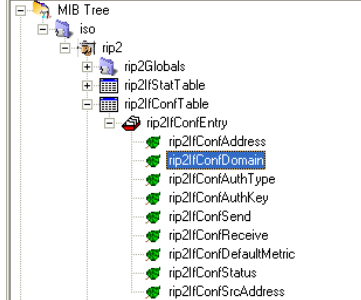 MIB Tree
iso
rip2
rip2Globals
rip2IfStatTable
rip2IfConfTable
rip2IfConfEntry
rip2IfConfAddress
rip2IfConfDomain
rip2IfConfAuthType
rip2IfConfAuthKey
rip2IfConfSend
rip2IfConfReceive
rip2IfConfDefaultMetric
rip2IfConfStatus
rip2IfConfSrcAddress